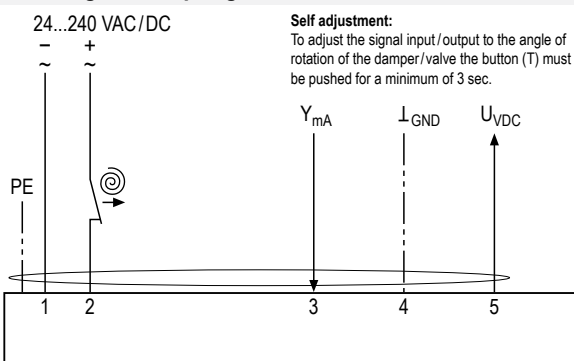 24...240 VAC/DC
– +
~ ~
Self adjustment:
To adjust the signal input/output to the angle of
rotation of the damper/valve the button (T) must
be pushed for a minimum of 3 sec.
YmA ⊥GND UVDC
PE
1 2 3 4 5